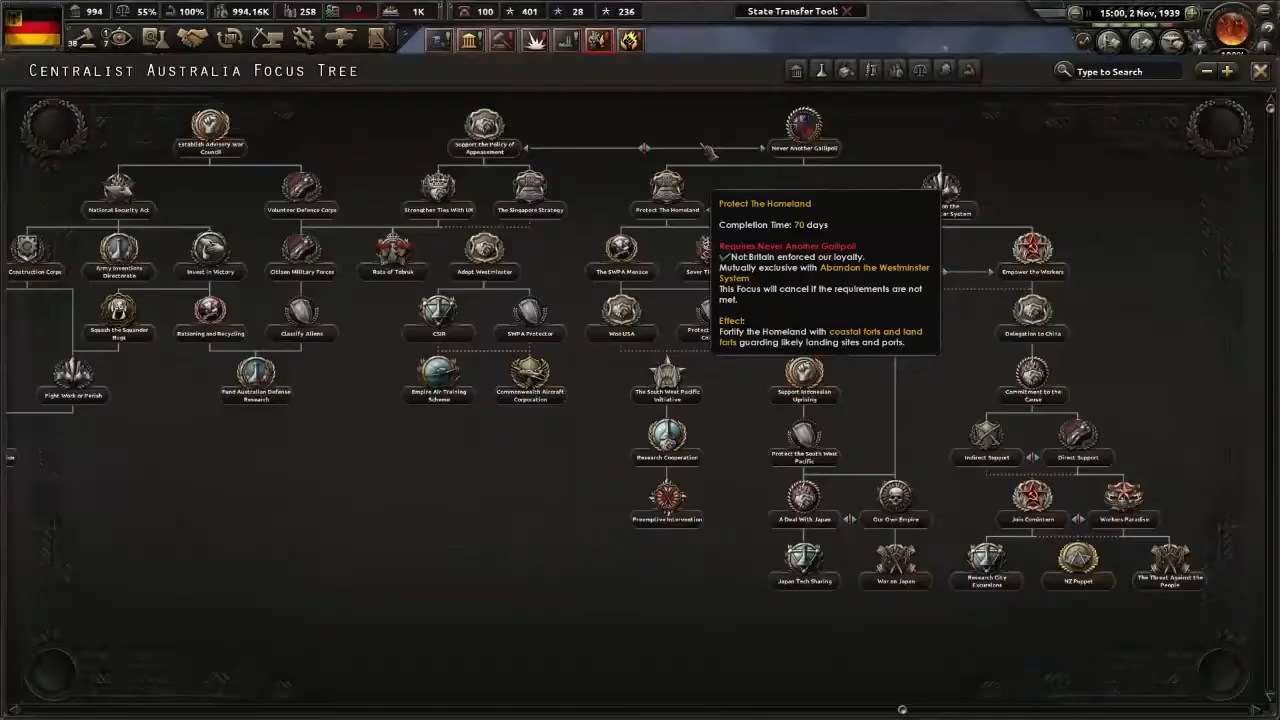 994 55% 100% 994.16K 258 0 1K 100 401 28 236
State Transfer Tool:
15:00, 2 Nov, 1939
38
1
7
100%
Centralist Australia Focus Tree
Type to Search
Establish Advisory War
Council
Support the Policy of
Appeasement
Never Another Gallipoli
National Security Act
Volunteer Defence Corps
Strengthen Ties With UK
The Singapore Strategy
Protect The Homeland
Construction Corps
Army Inventions
Directorate
Invest in Victory
Citizen Military Forces
Rats of Tobruk
Adopt Westminster
The SWPA Menace
Empower the Workers
Squash the Squander
Bugs
Rationing and Recycling
Classify Aliens
CSIR
SWPA Protector
Woo USA
Delegation to China
Fight Work or Perish
Fund Australian Defense
Research
Empire Air Training
Scheme
Commonwealth Aircraft
Corporation
The South West Pacific
Initiative
Support Indonesian
Uprising
Commitment to the
Cause
Research Cooperation
Protect the South West
Pacific
Indirect Support
Direct Support
Preemptive Intervention
A Deal With Japan
Our Own Empire
Join Comintern
Workers Paradise
Japan Tech Sharing
War on Japan
Research City
Excursions
NZ Puppet
The Threat Against the
People
Protect The Homeland
Completion Time: 70 days
Requires Never Another Gallipoli
Not:Britain enforced our loyalty.
Mutually exclusive with Abandon the Westminster
System
This Focus will cancel if the requirements are not
met.
Effect:
Fortify the Homeland with coastal forts and land
forts guarding likely landing sites and ports.